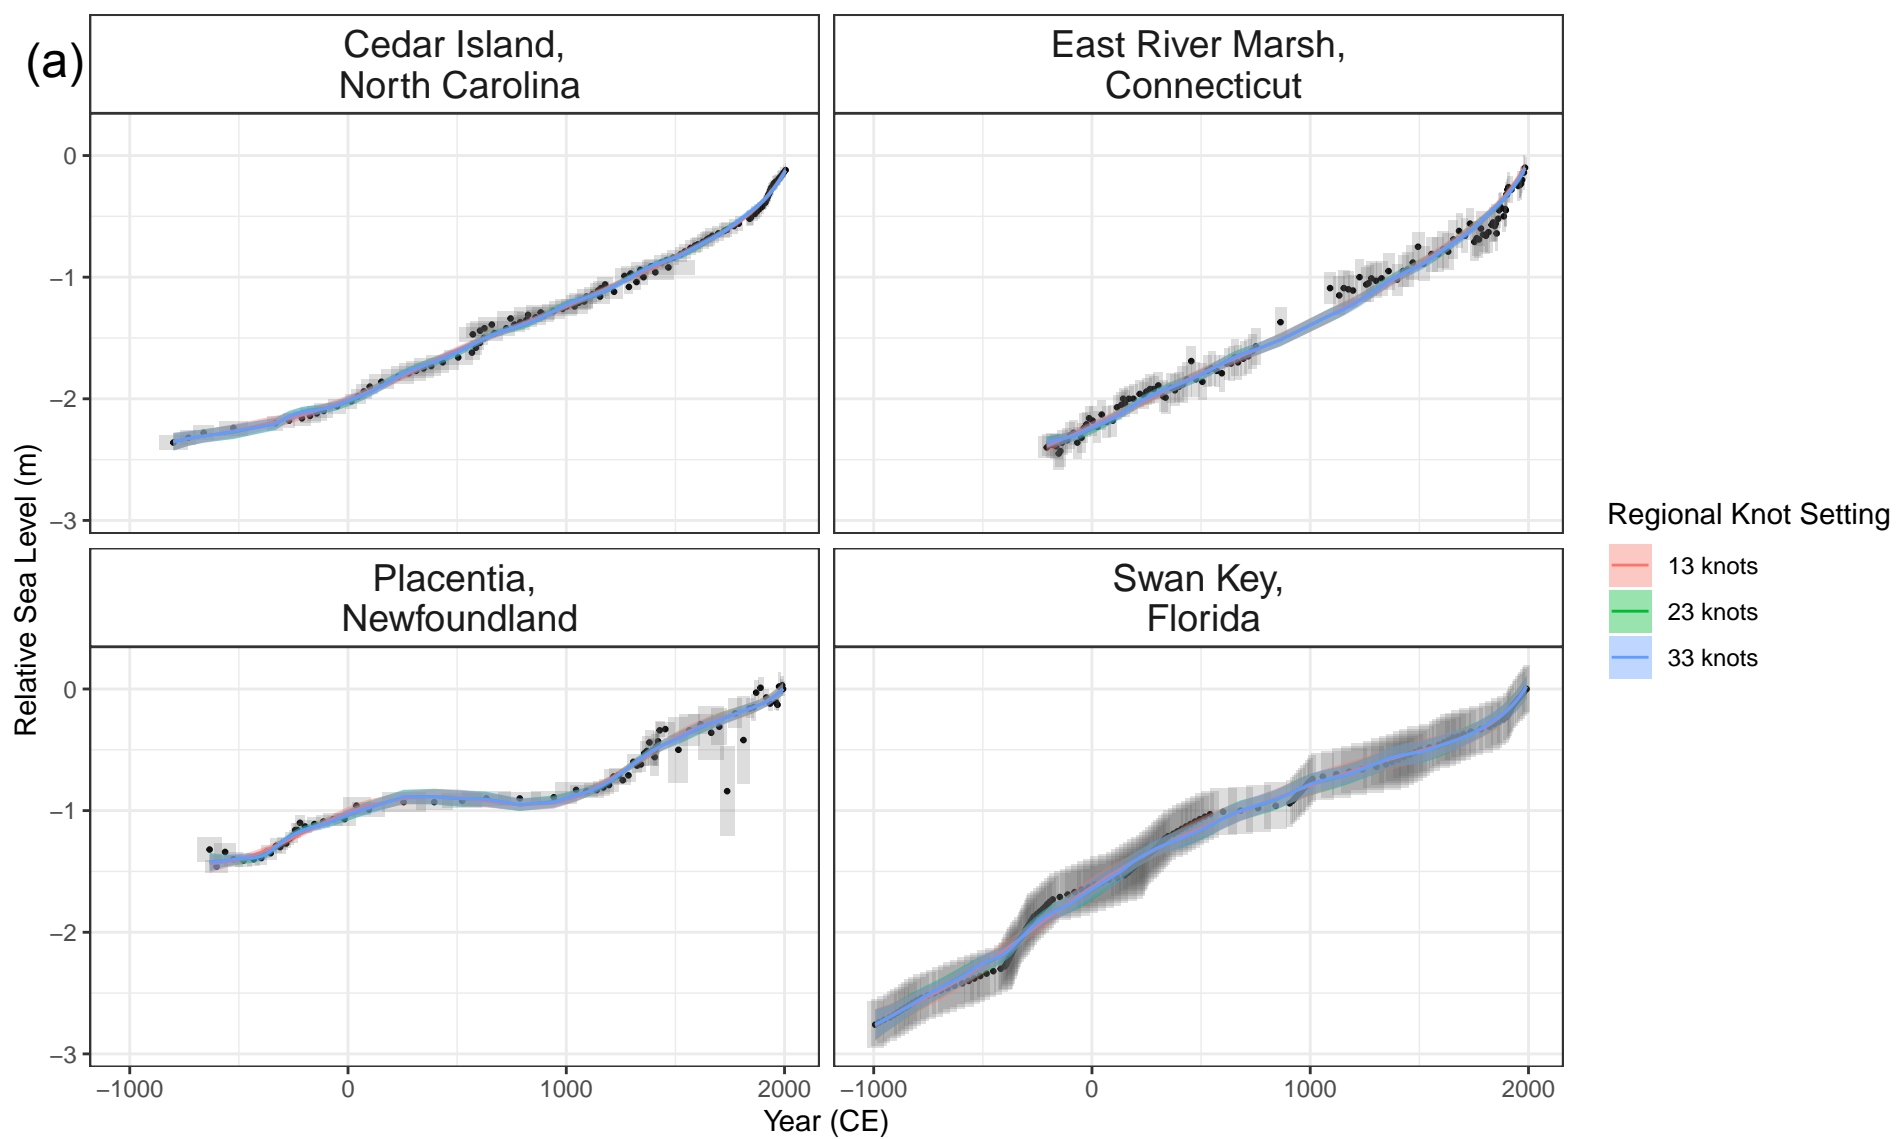 (a)
Cedar Island,
North Carolina
East River Marsh,
Connecticut
0
−1
−2
−3
Placentia,
Newfoundland
Swan Key,
Florida
0
−1
−2
−3
−1000
0
1000
2000
−1000
0
1000
2000
Relative Sea Level (m)
Year (CE)
Regional Knot Setting
13 knots
23 knots
33 knots